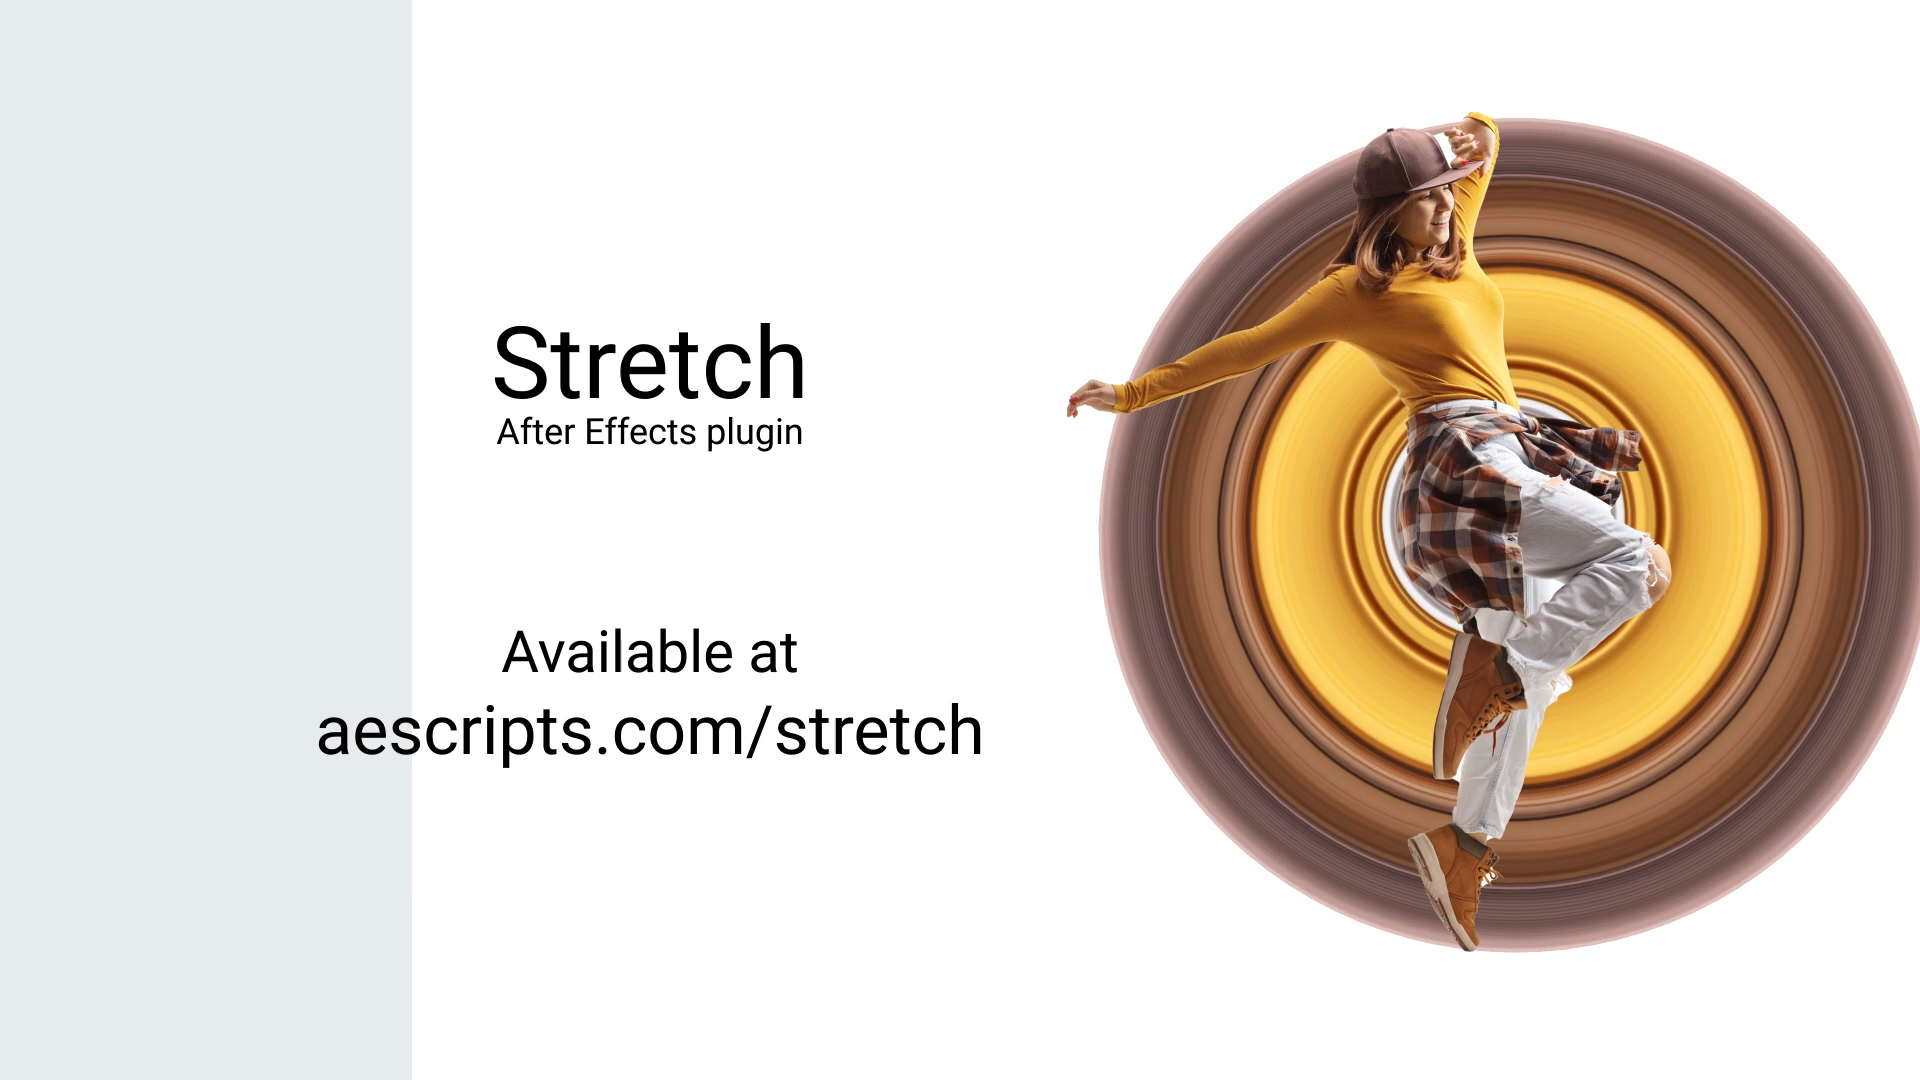 Stretch
After Effects plugin
Available at
aescripts.com/stretch